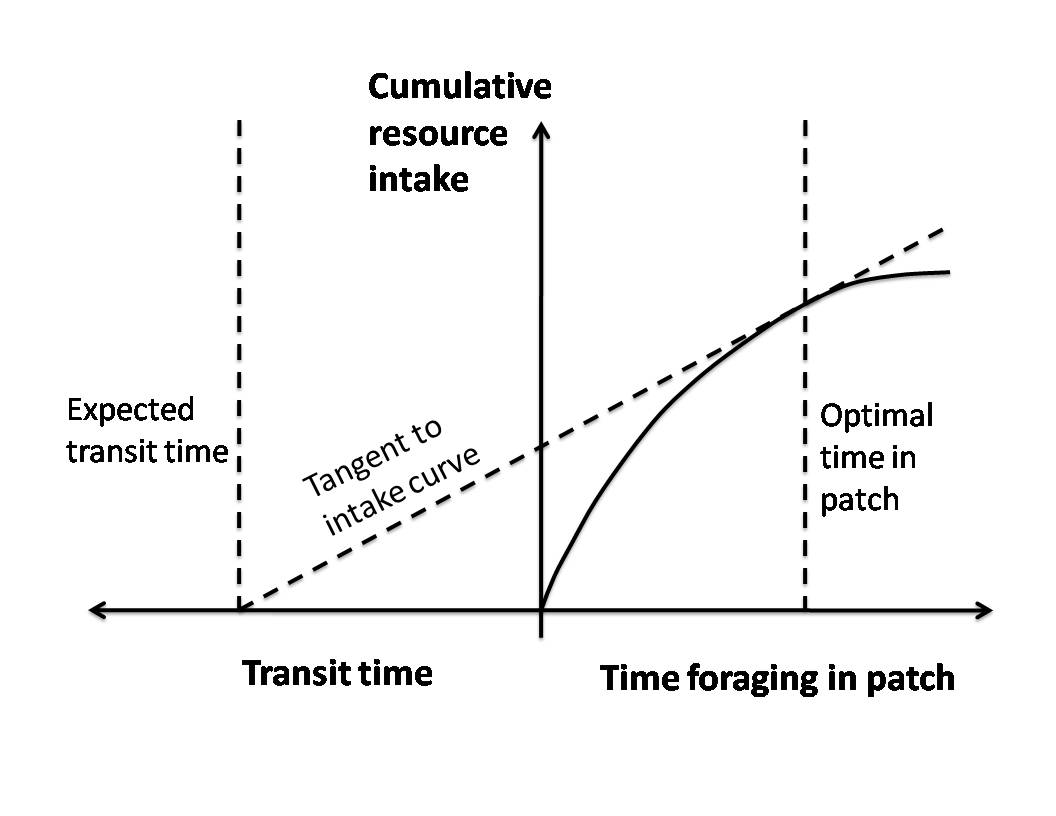 Cumulative
resource
intake
Expected
transit time
Tangent to
intake curve
Optimal
time in
patch
Transit time
Time foraging in patch